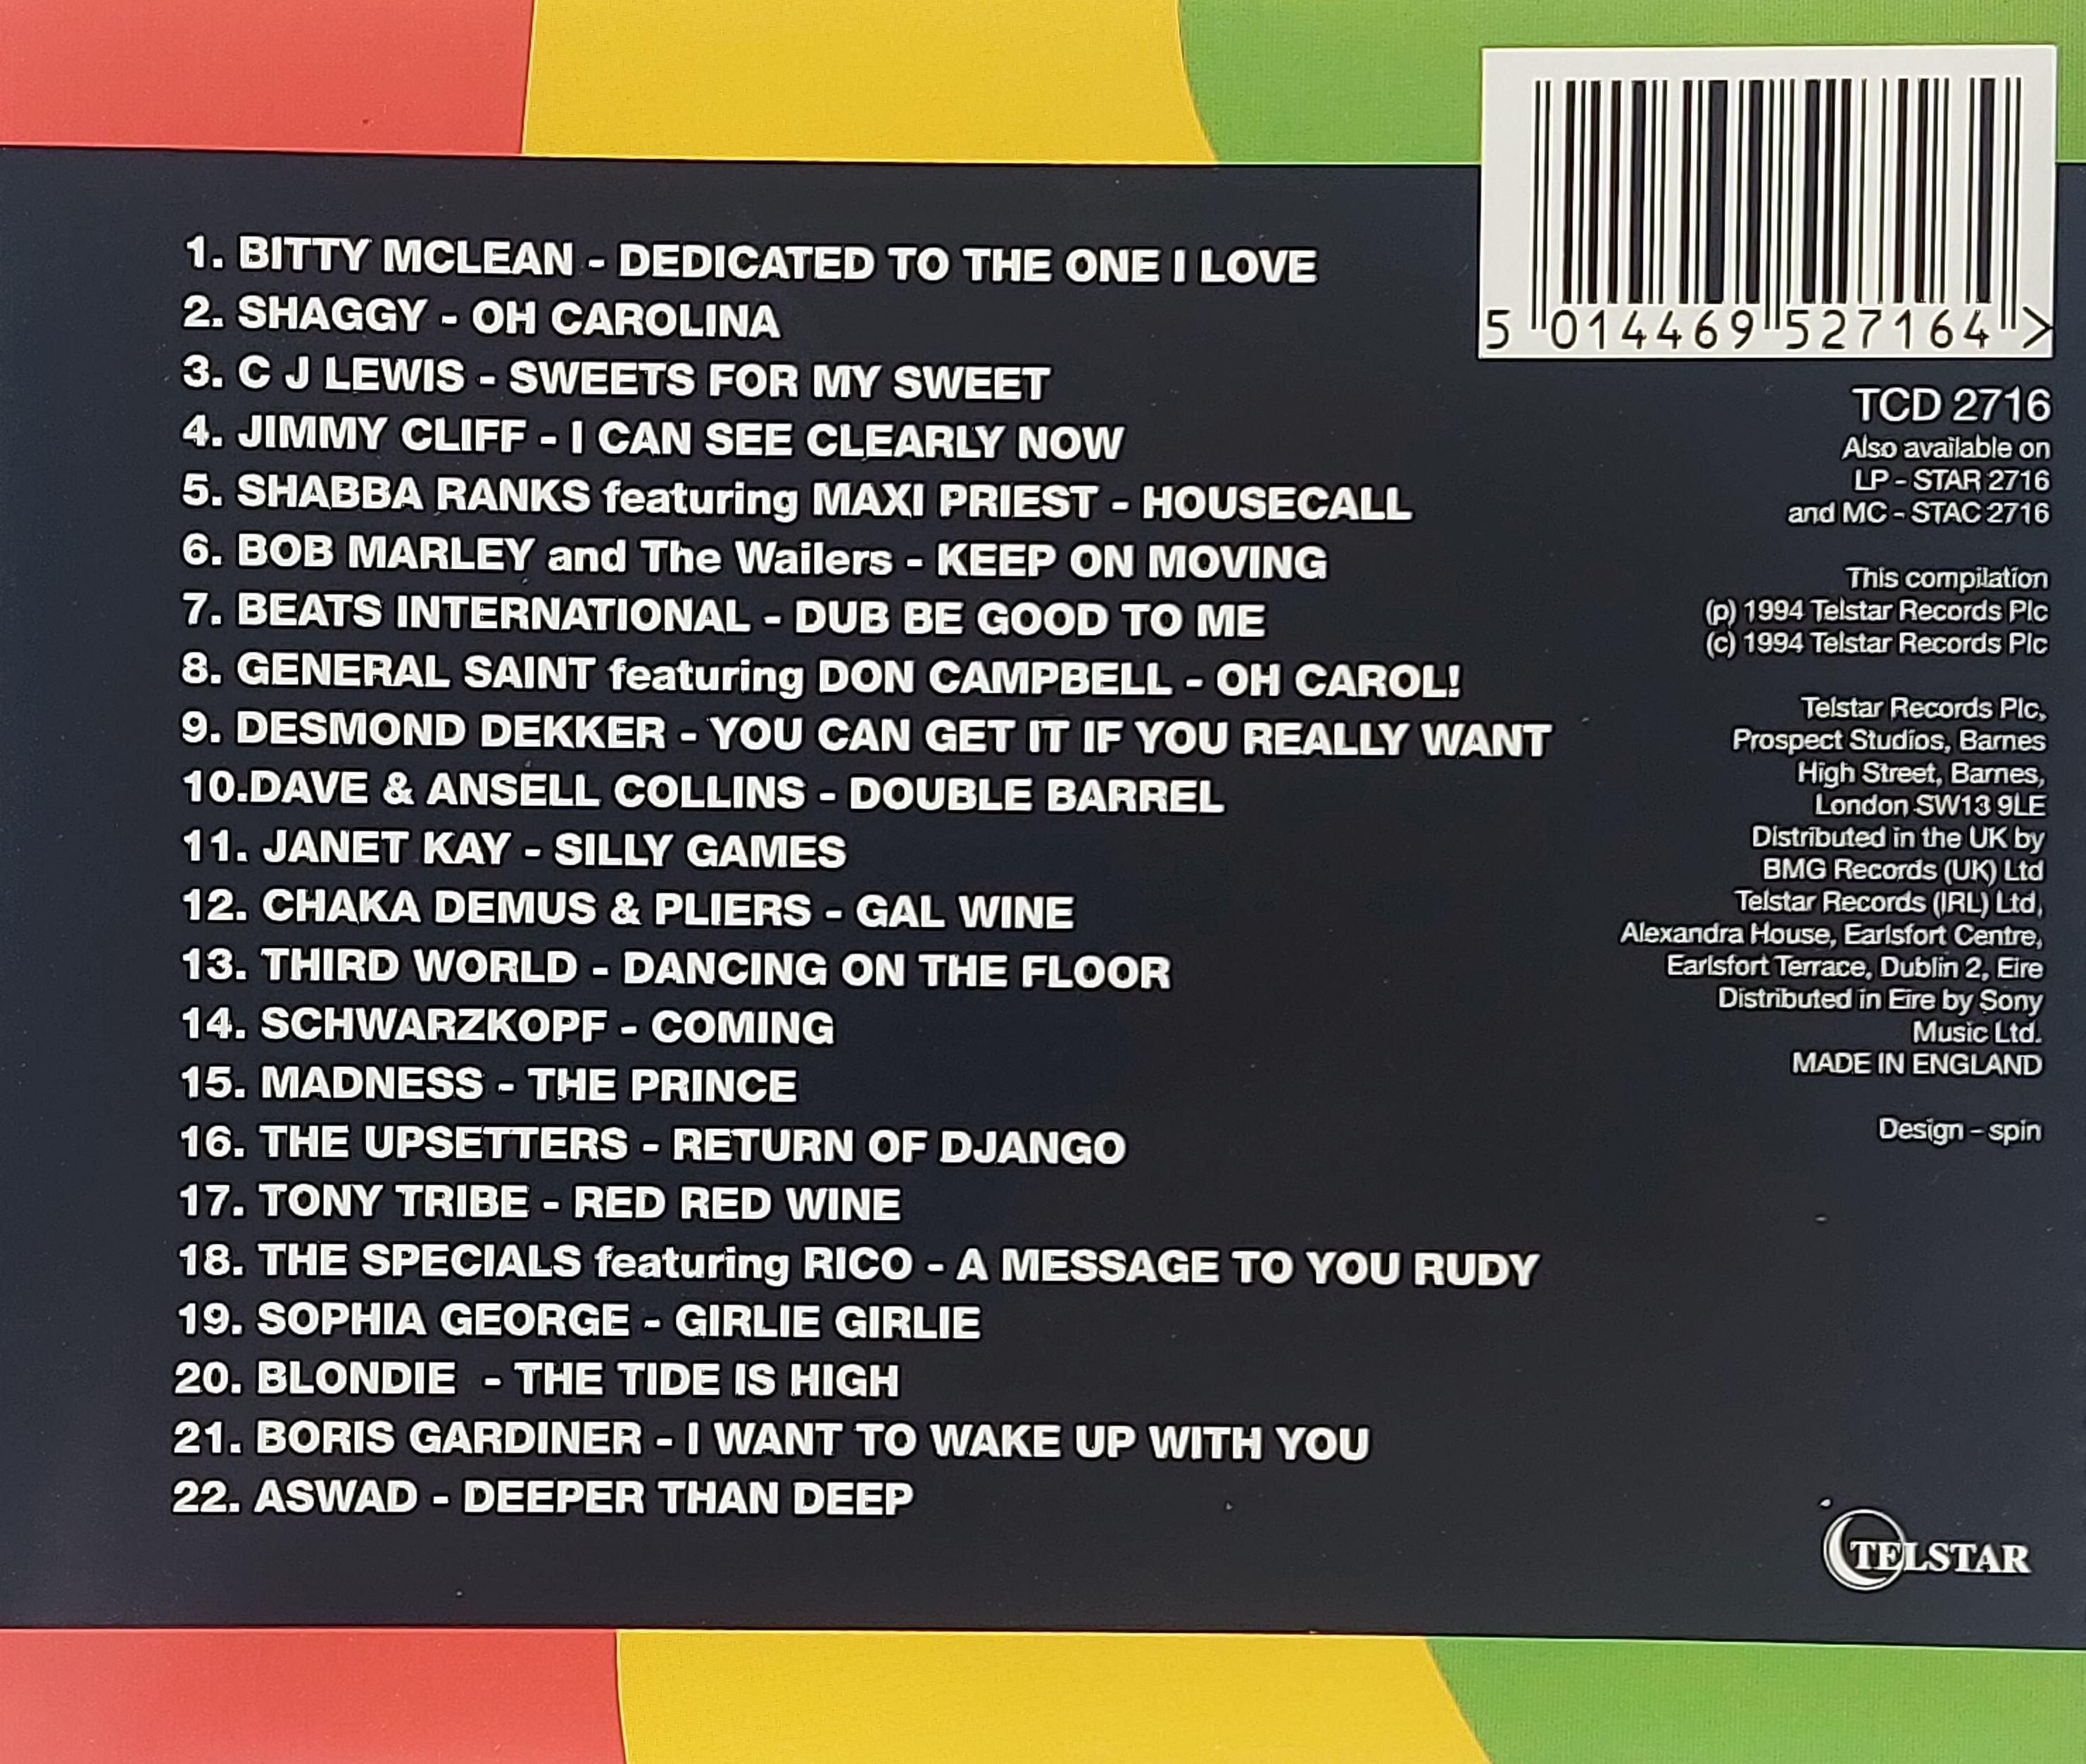 1. BITTY MCLEAN - DEDICATED TO THE ONE I LOVE
2. SHAGGY - OH CAROLINA
3. C J LEWIS - SWEETS FOR MY SWEET
4. JIMMY CLIFF - I CAN SEE CLEARLY NOW
5. SHABBA RANKS featuring MAXI PRIEST - HOUSECALL
6. BOB MARLEY and The Wailers - KEEP ON MOVING
7. BEATS INTERNATIONAL - DUB BE GOOD TO ME
8. GENERAL SAINT featuring DON CAMPBELL - OH CAROL!
9. DESMOND DEKKER - YOU CAN GET IT IF YOU REALLY WANT
10.DAVE & ANSELL COLLINS - DOUBLE BARREL
11. JANET KAY - SILLY GAMES
12. CHAKA DEMUS & PLIERS - GAL WINE
13. THIRD WORLD - DANCING ON THE FLOOR
14. SCHWARZKOPF - COMING
15. MADNESS - THE PRINCE
16. THE UPSETTERS - RETURN OF DJANGO
17. TONY TRIBE - RED RED WINE
18. THE SPECIALS featuring RICO - A MESSAGE TO YOU RUDY
19. SOPHIA GEORGE - GIRLIE GIRLIE
20. BLONDIE - THE TIDE IS HIGH
21. BORIS GARDINER - I WANT TO WAKE UP WITH YOU
22. ASWAD - DEEPER THAN DEEP
5 014469 527164 >
TCD 2716
Also available on
LP - STAR 2716
and MC - STAC 2716
This compilation
(p) 1994 Telstar Records Plc
(c) 1994 Telstar Records Plc
Telstar Records Plc,
Prospect Studios, Barnes
High Street, Barnes,
London SW13 9LE
Distributed in the UK by
BMG Records (UK) Ltd
Telstar Records (IRL) Ltd,
Alexandra House, Earlsfort Centre,
Earlsfort Terrace, Dublin 2, Eire
Distributed in Eire by Sony
Music Ltd.
MADE IN ENGLAND
Design - spin
TELSTAR